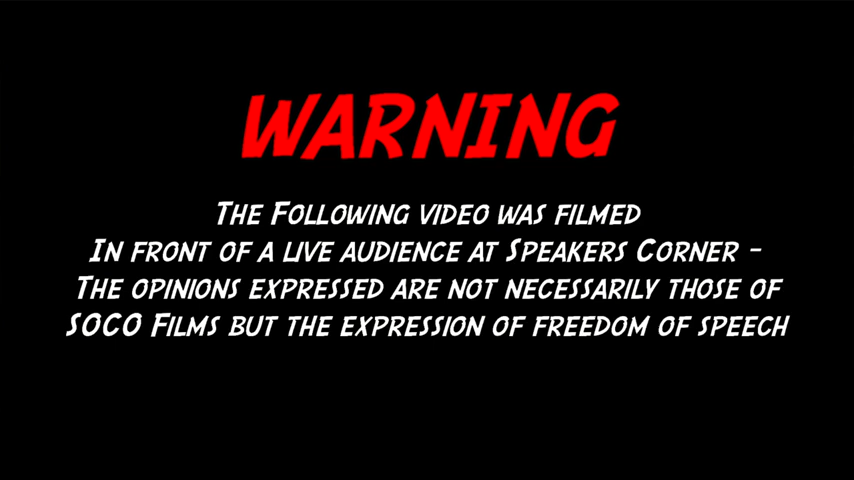 WARNING
The Following video was filmed
In front of a live audience at Speakers Corner -
The opinions expressed are not necessarily those of
SOCO Films but the expression of freedom of speech